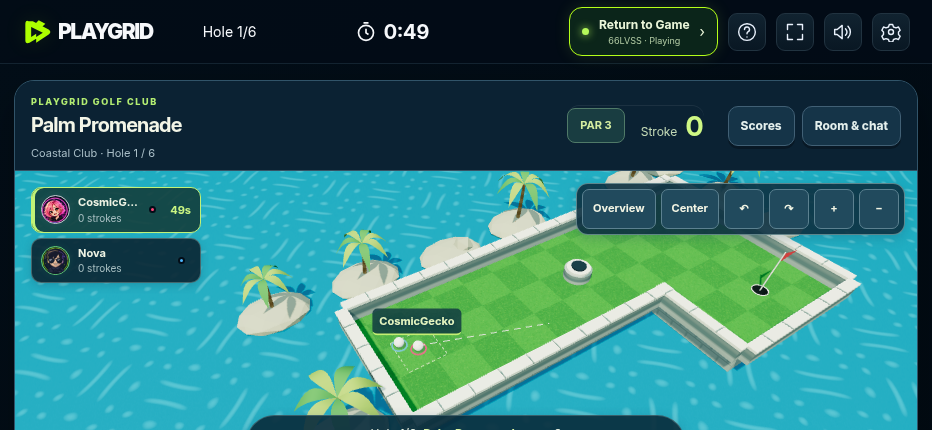 PLAYGRID
Hole 1/6
0:49
Return to Game
66LVSS · Playing
PLAYGRID GOLF CLUB
Palm Promenade
Coastal Club · Hole 1 / 6
PAR 3
Stroke 0
Scores
Room & chat
CosmicG...
0 strokes
49s
Nova
0 strokes
Overview
Center
CosmicGecko